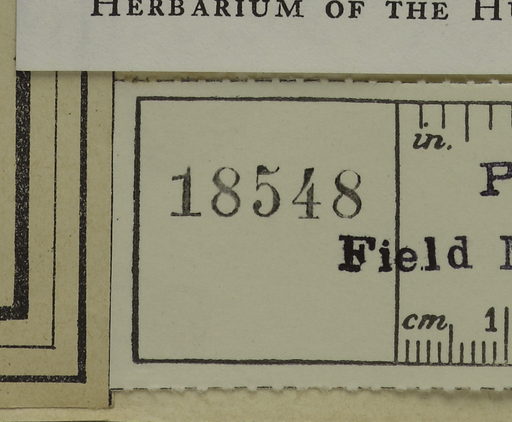 HERBARIUM OF THE
in.
18548
Field
cm 1